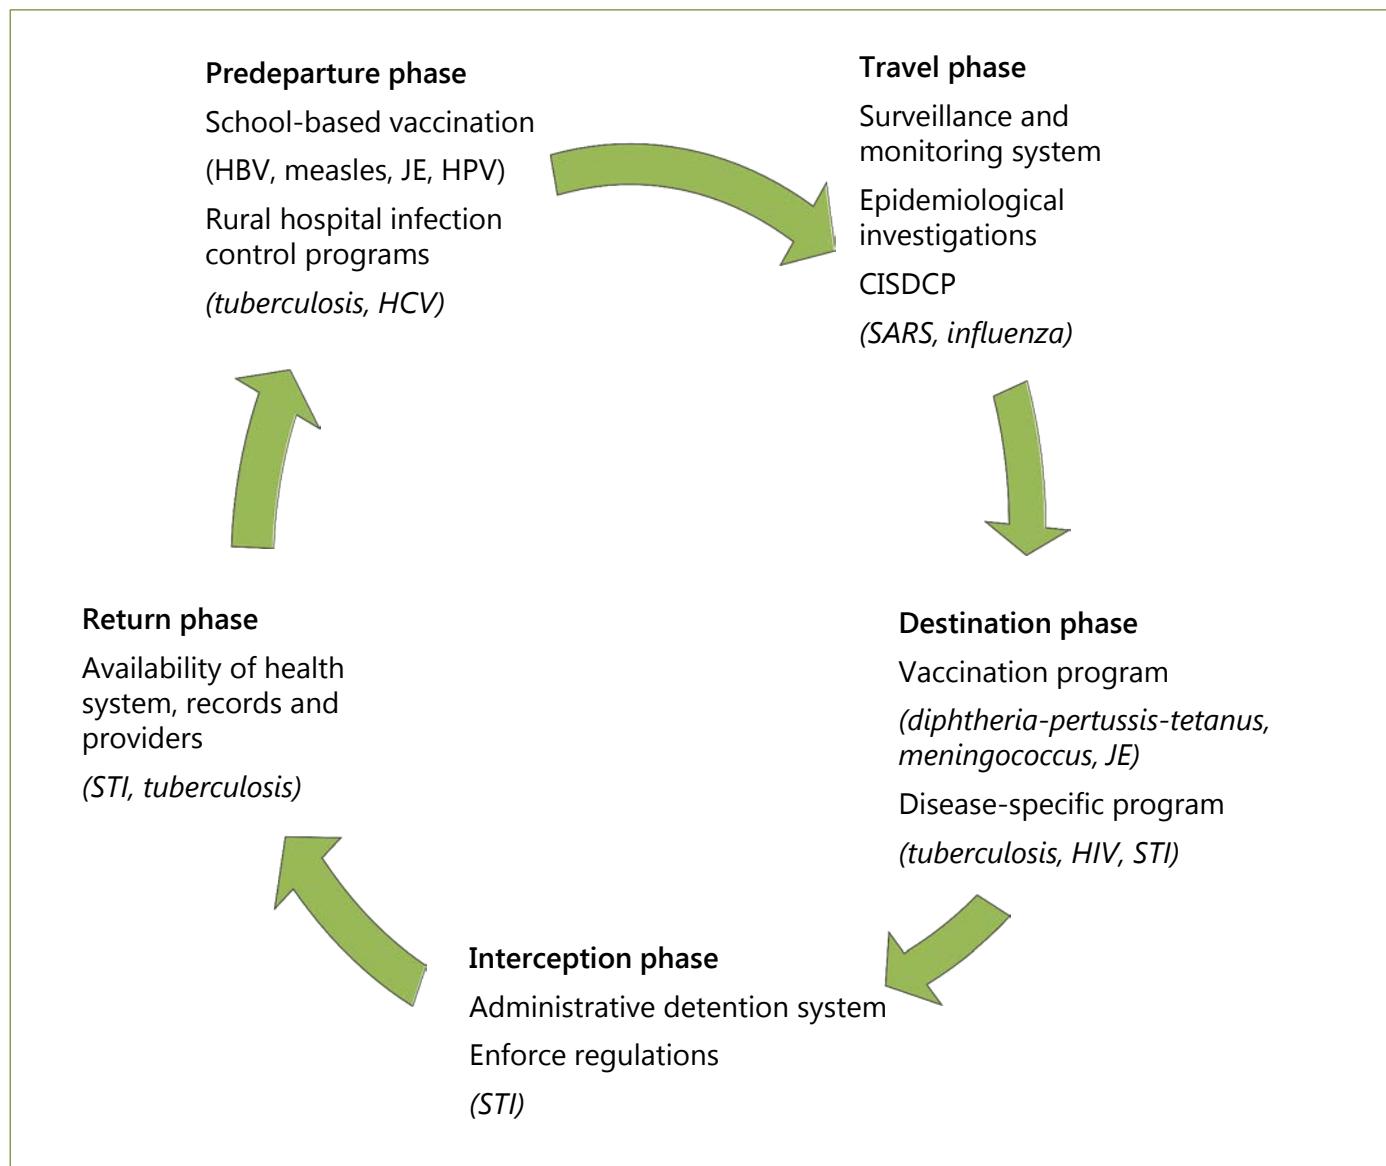 Predeparture phase
School-based vaccination
(HBV, measles, JE, HPV)
Rural hospital infection
control programs
(tuberculosis, HCV)
Travel phase
Surveillance and
monitoring system
Epidemiological
investigations
CISDCP
(SARS, influenza)
Destination phase
Vaccination program
(diphtheria-pertussis-tetanus,
meningococcus, JE)
Disease-specific program
(tuberculosis, HIV, STI)
Interception phase
Administrative detention system
Enforce regulations
(STI)
Return phase
Availability of health
system, records and
providers
(STI, tuberculosis)